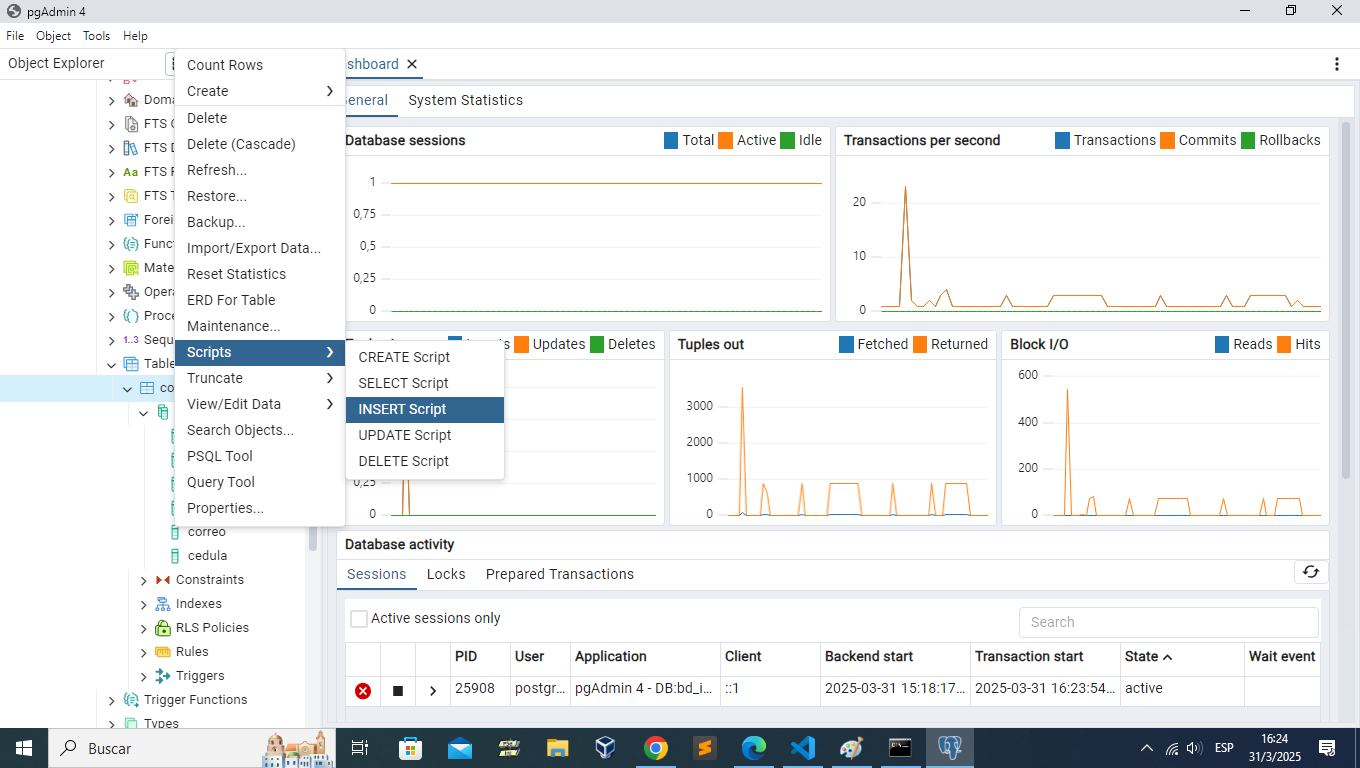 pgAdmin 4
File Object Tools Help
Object Explorer
shboard
General System Statistics
Count Rows
Create
Delete
Delete (Cascade)
Refresh...
Restore...
Backup...
Import/Export Data...
Reset Statistics
ERD For Table
Maintenance...
Scripts
Truncate
View/Edit Data
Search Objects...
PSQL Tool
Query Tool
Properties...
CREATE Script
SELECT Script
INSERT Script
UPDATE Script
DELETE Script
Doma
FTS C
FTS D
Aa FTS P
FTS T
Forei
Funct
Mate
Opera
Proce
1..3 Sequ
Table
co
correo
cedula
Constraints
Indexes
RLS Policies
Rules
Triggers
Trigger Functions
Types
Database sessions Total Active Idle
1
0,75
0,5
0,25
0
Transactions per second Transactions Commits Rollbacks
20
10
0
Updates Deletes
0,25
0
Tuples out Fetched Returned
3000
2000
1000
0
Block I/O Reads Hits
600
400
200
0
Database activity
Sessions Locks Prepared Transactions
Active sessions only
Search
PID User Application Client Backend start Transaction start State Wait event
25908 postgr... pgAdmin 4 - DB:bd_i... ::1 2025-03-31 15:18:17... 2025-03-31 16:23:54... active
Buscar
ESP
16:24
31/3/2025